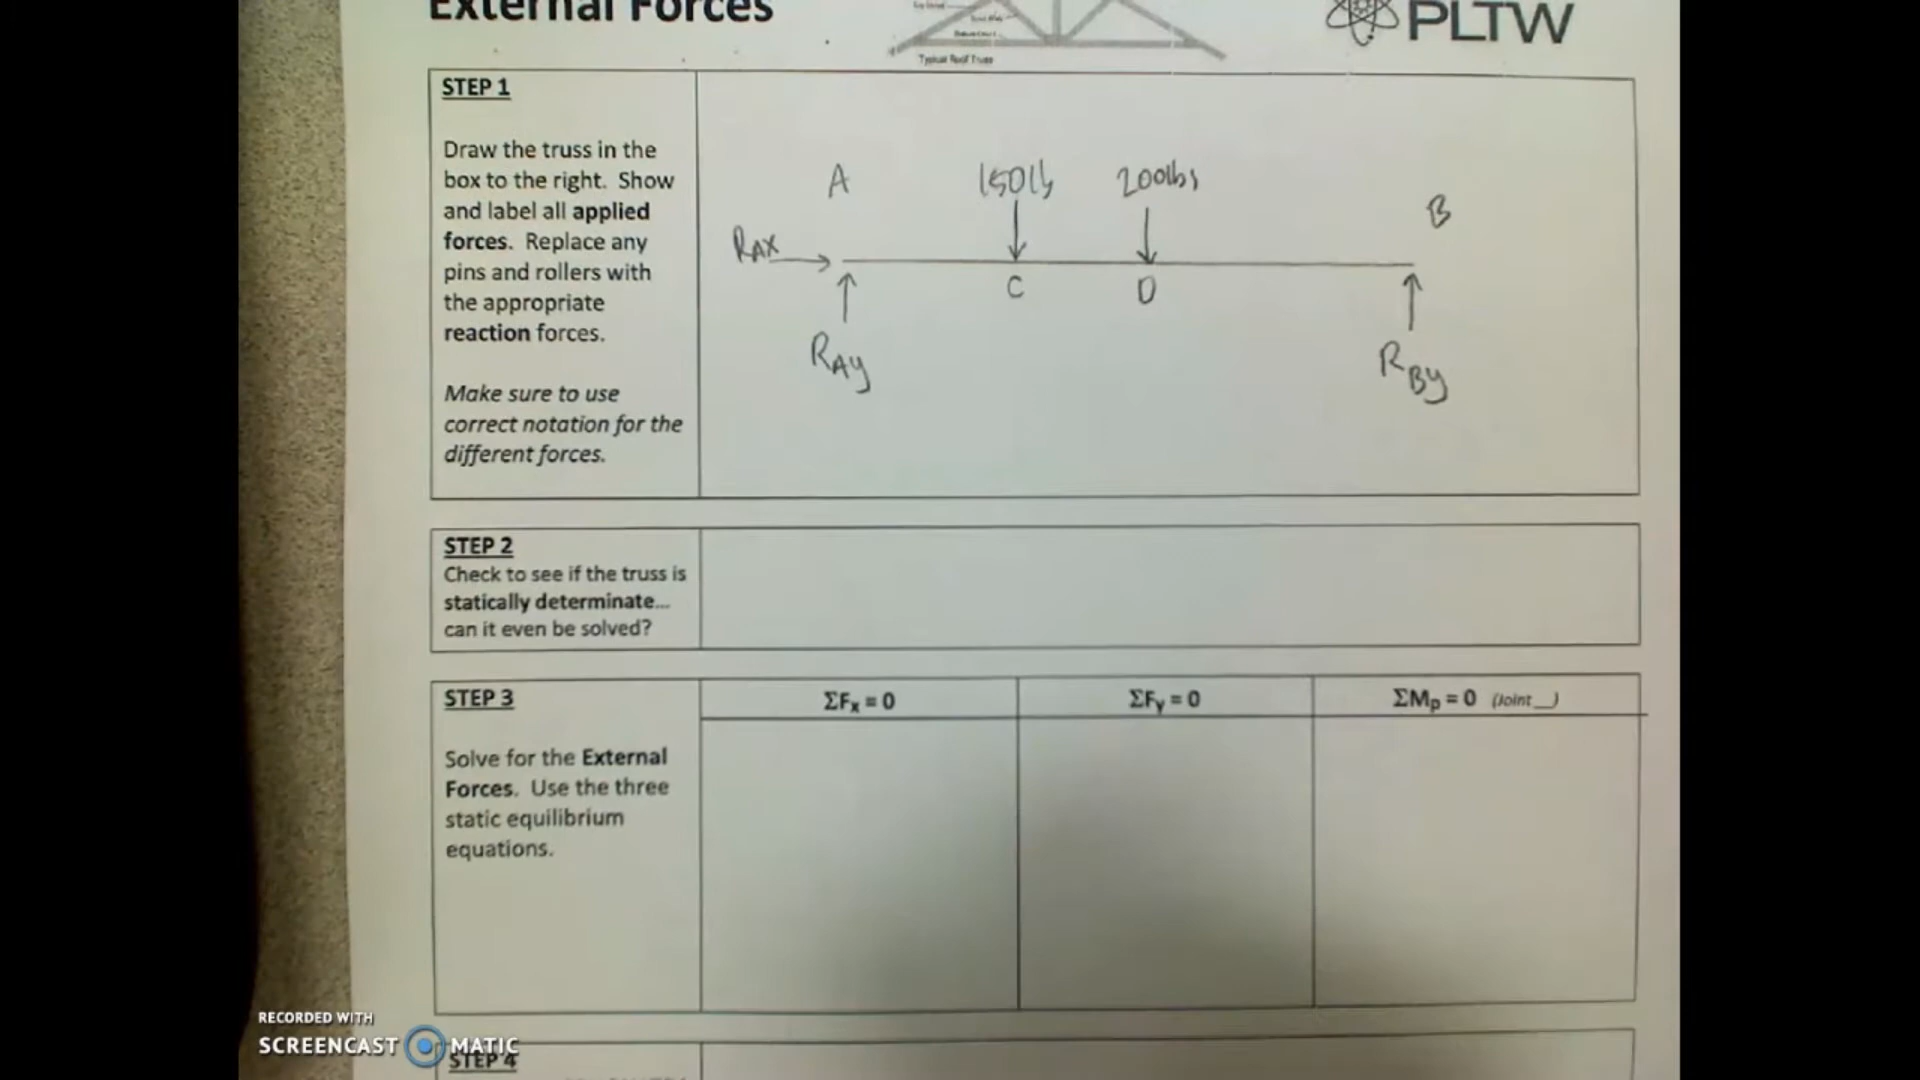 External Forces
PLTW
Typical Roof Truss
STEP 1
Draw the truss in the
box to the right. Show
and label all applied
forces. Replace any
pins and rollers with
the appropriate
reaction forces.
Make sure to use
correct notation for the
different forces.
A
150lb
200lbs
B
RAX
C
D
RAy
RBy
STEP 2
Check to see if the truss is
statically determinate...
can it even be solved?
STEP 3
Solve for the External
Forces. Use the three
static equilibrium
equations.
ΣFx = 0
ΣFy = 0
ΣMp = 0 (Joint __)
STEP 4
RECORDED WITH
SCREENCAST MATIC